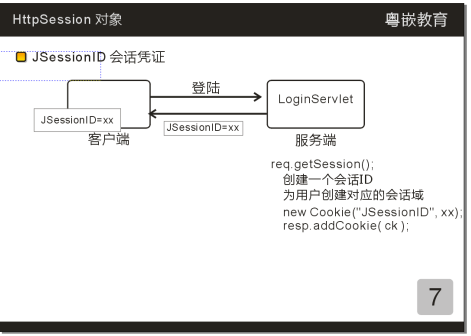 HttpSession 对象
粤嵌教育
JSessionID 会话凭证
登陆
LoginServlet
JSessionID=xx
JSessionID=xx
客户端
服务端
req.getSession();
创建一个会话ID
为用户创建对应的会话域
new Cookie("JSessionID", xx);
resp.addCookie( ck );
7